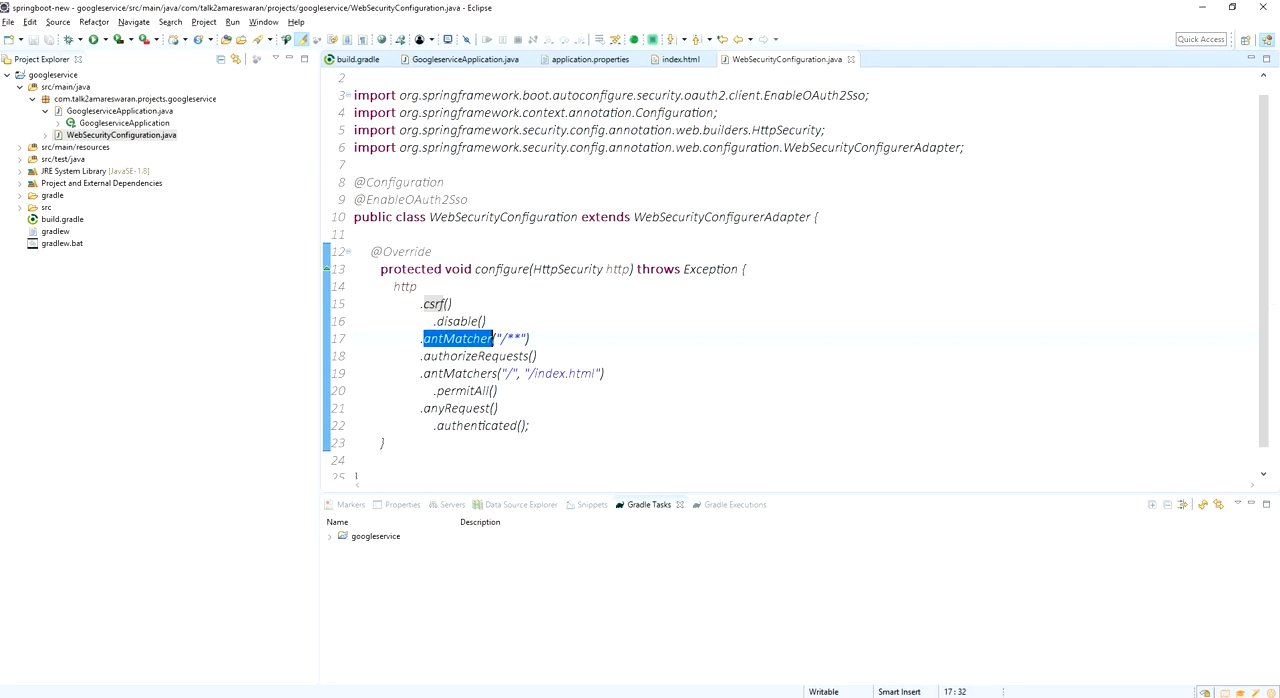 springboot-new - googleservice/src/main/java/com/talk2amareswaran/projects/googleservice/WebSecurityConfiguration.java - Eclipse
File Edit Source Refactor Navigate Search Project Run Window Help
Quick Access
Project Explorer
build.gradle GoogleserviceApplication.java application.properties index.html WebSecurityConfiguration.java
googleservice
src/main/java
com.talk2amareswaran.projects.googleservice
GoogleserviceApplication.java
GoogleserviceApplication
WebSecurityConfiguration.java
src/main/resources
src/test/java
JRE System Library [JavaSE-1.8]
Project and External Dependencies
gradle
src
build.gradle
gradlew
gradlew.bat
2
3 import org.springframework.boot.autoconfigure.security.oauth2.client.EnableOAuth2Sso;
4 import org.springframework.context.annotation.Configuration;
5 import org.springframework.security.config.annotation.web.builders.HttpSecurity;
6 import org.springframework.security.config.annotation.web.configuration.WebSecurityConfigurerAdapter;
7
8 @Configuration
9 @EnableOAuth2Sso
10 public class WebSecurityConfiguration extends WebSecurityConfigurerAdapter {
11
12 @Override
13 protected void configure(HttpSecurity http) throws Exception {
14 http
15 .csrf()
16 .disable()
17 .antMatcher("/**")
18 .authorizeRequests()
19 .antMatchers("/", "/index.html")
20 .permitAll()
21 .anyRequest()
22 .authenticated();
23 }
24
25 }
Markers Properties Servers Data Source Explorer Snippets Gradle Tasks Gradle Executions
Name Description
googleservice
Writable Smart Insert 17 : 32